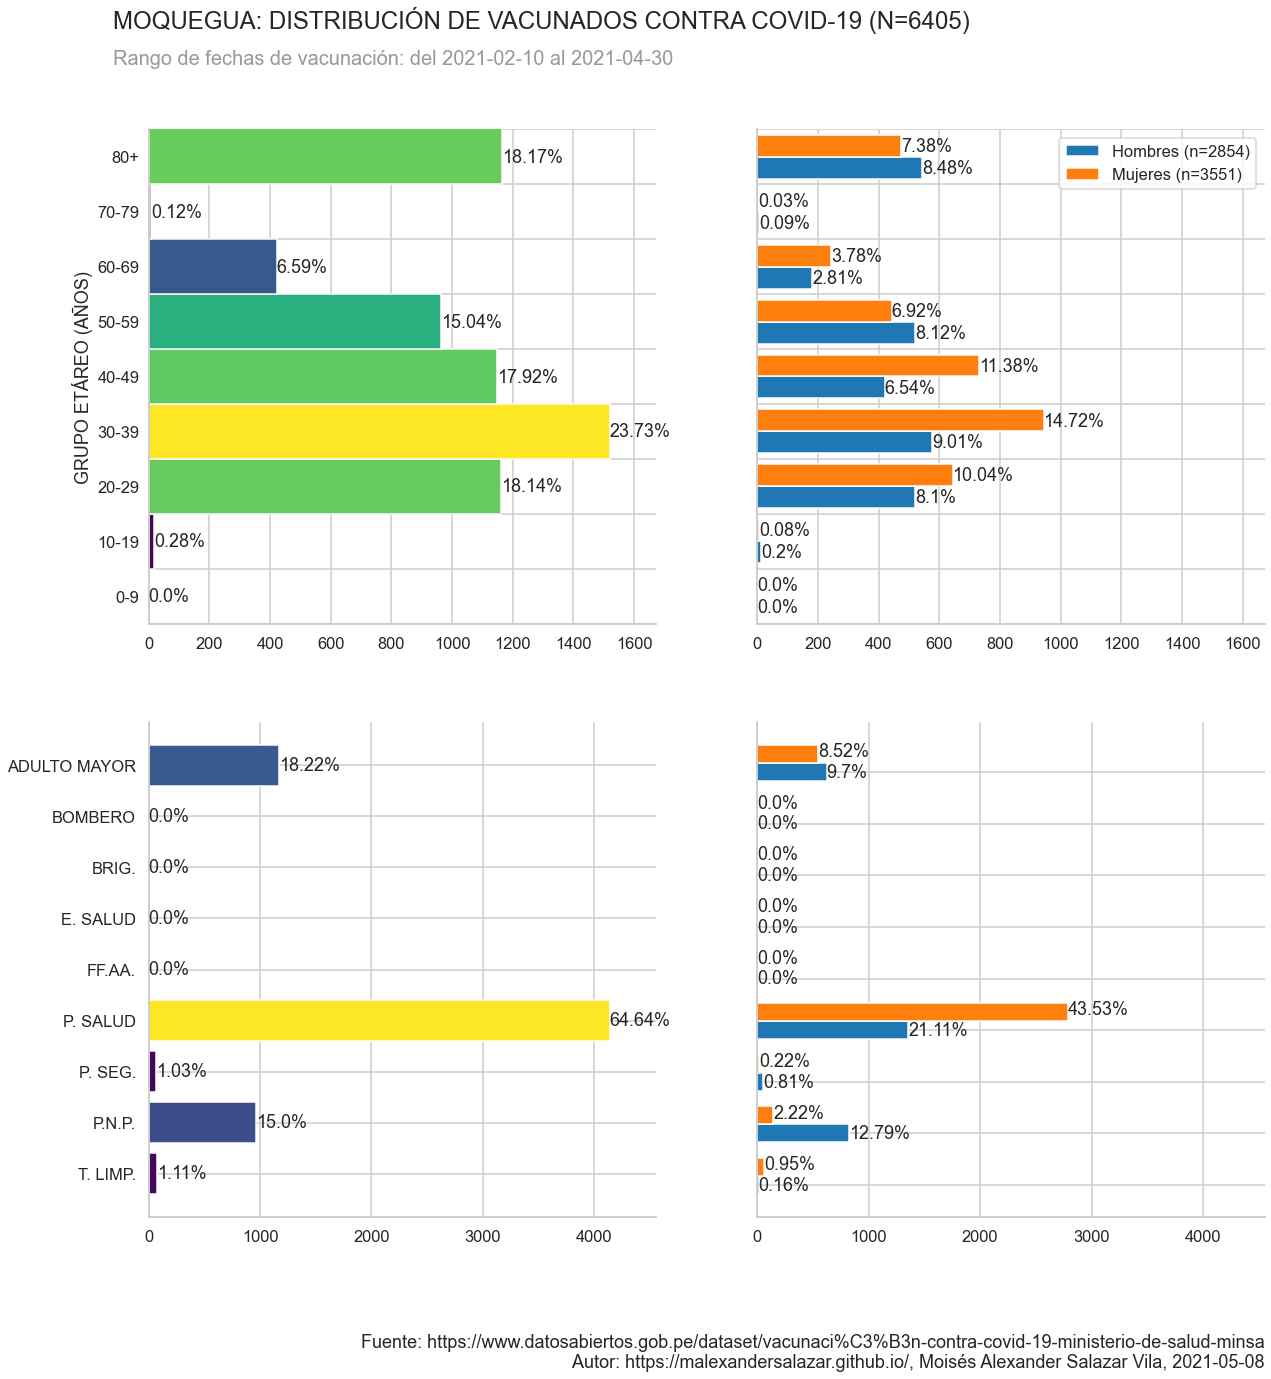 MOQUEGUA: DISTRIBUCIÓN DE VACUNADOS CONTRA COVID-19 (N=6405)
Rango de fechas de vacunación: del 2021-02-10 al 2021-04-30
GRUPO ETÁREO (AÑOS)
80+ 18.17%
70-79 0.12%
60-69 6.59%
50-59 15.04%
40-49 17.92%
30-39 23.73%
20-29 18.14%
10-19 0.28%
0-9 0.0%
0 200 400 600 800 1000 1200 1400 1600
Hombres (n=2854)
Mujeres (n=3551)
7.38%
8.48%
0.03%
0.09%
3.78%
2.81%
6.92%
8.12%
11.38%
6.54%
14.72%
9.01%
10.04%
8.1%
0.08%
0.2%
0.0%
0.0%
0 200 400 600 800 1000 1200 1400 1600
ADULTO MAYOR 18.22%
BOMBERO 0.0%
BRIG. 0.0%
E. SALUD 0.0%
FF.AA. 0.0%
P. SALUD 64.64%
P. SEG. 1.03%
P.N.P. 15.0%
T. LIMP. 1.11%
0 1000 2000 3000 4000
8.52%
9.7%
0.0%
0.0%
0.0%
0.0%
0.0%
0.0%
0.0%
0.0%
43.53%
21.11%
0.22%
0.81%
2.22%
12.79%
0.95%
0.16%
0 1000 2000 3000 4000
Fuente: https://www.datosabiertos.gob.pe/dataset/vacunaci%C3%B3n-contra-covid-19-ministerio-de-salud-minsa
Autor: https://malexandersalazar.github.io/, Moisés Alexander Salazar Vila, 2021-05-08